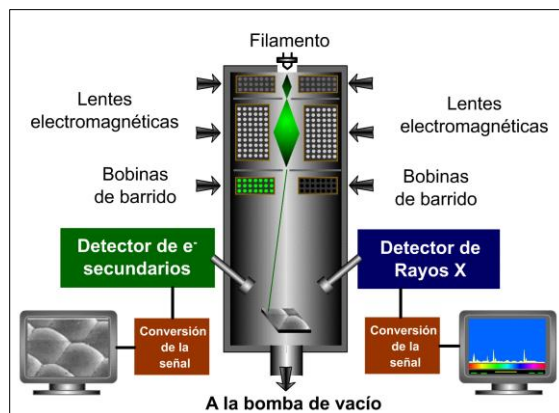 Filamento
Lentes
electromagnéticas
Lentes
electromagnéticas
Bobinas
de barrido
Bobinas
de barrido
Detector de e⁻
secundarios
Detector de
Rayos X
Conversión
de la
señal
Conversión
de la
señal
A la bomba de vacío